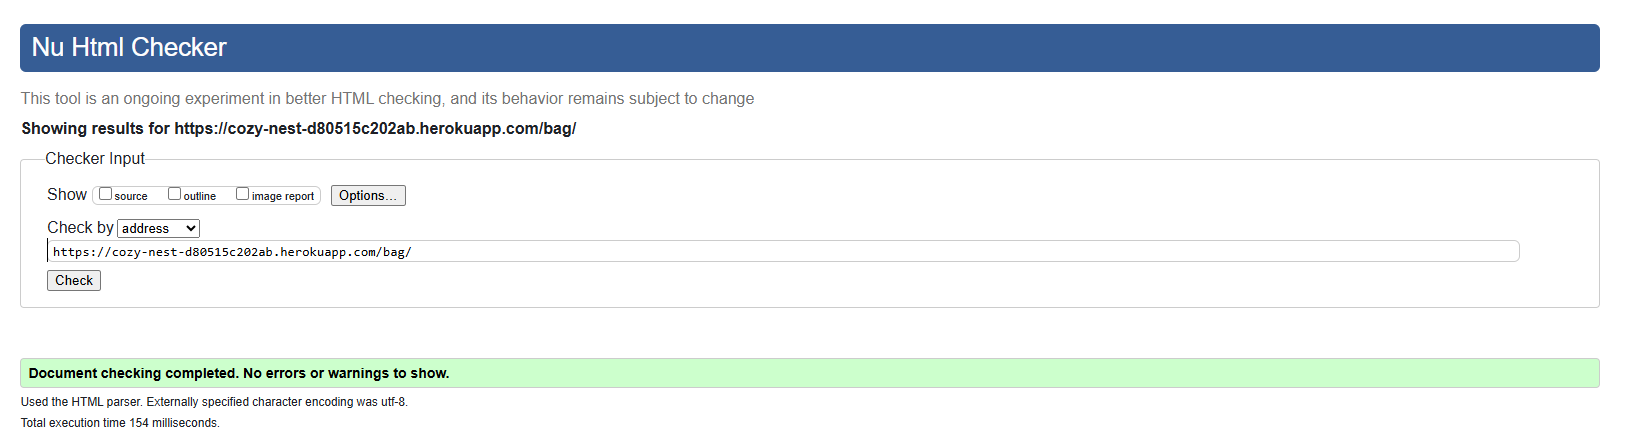 Nu Html Checker
This tool is an ongoing experiment in better HTML checking, and its behavior remains subject to change
Showing results for https://cozy-nest-d80515c202ab.herokuapp.com/bag/
Checker Input
Show source outline image report Options...
Check by address
https://cozy-nest-d80515c202ab.herokuapp.com/bag/
Check
Document checking completed. No errors or warnings to show.
Used the HTML parser. Externally specified character encoding was utf-8.
Total execution time 154 milliseconds.